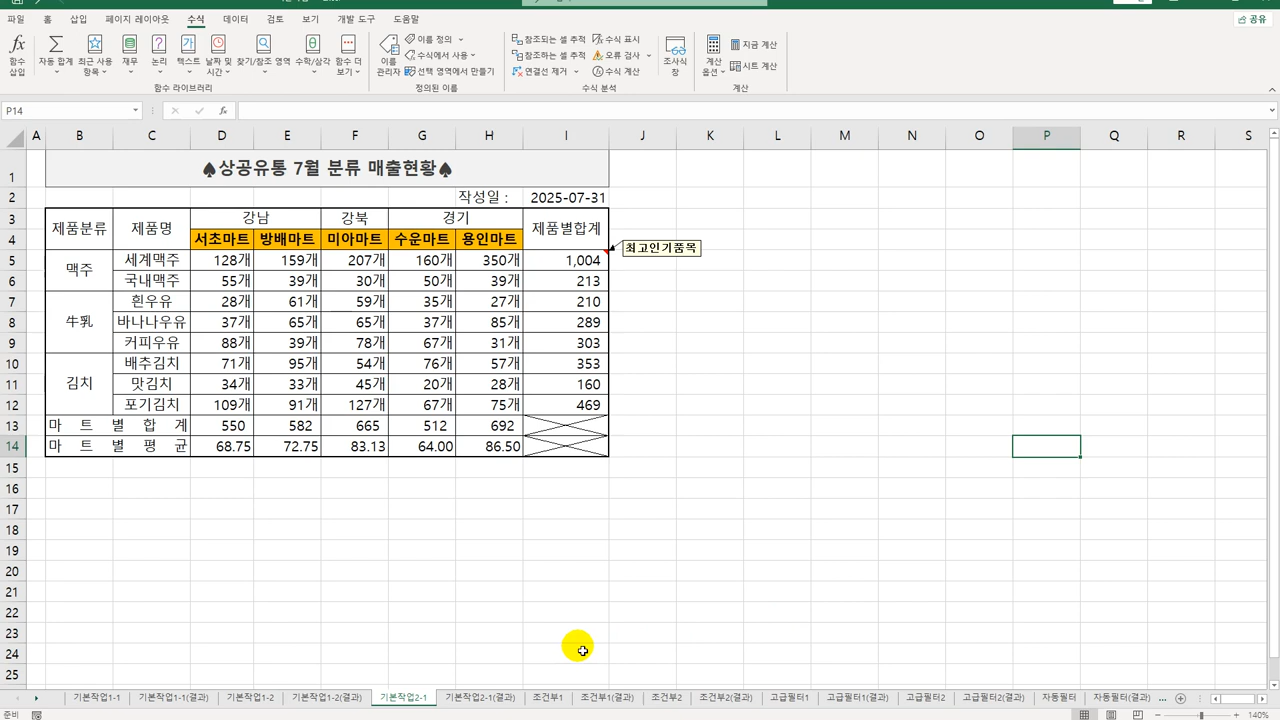 파일 홈 삽입 페이지 레이아웃 수식 데이터 검토 보기 개발 도구 도움말 공유
함수 삽입 자동 합계 최근 사용 항목 재무 논리 텍스트 날짜 및 시간 찾기/참조 영역 수학/삼각 함수 더 보기
함수 라이브러리
이름 관리자 이름 정의 수식에서 사용 선택 영역에서 만들기
정의된 이름
참조되는 셀 추적 수식 표시
참조하는 셀 추적 오류 검사
연결선 제거 수식 계산
조사식 창
수식 분석
계산 옵션 지금 계산 시트 계산
계산
P14 fx
A B C D E F G H I J K L M N O P Q R S
1 ♠상공유통 7월 분류 매출현황♠
2 작성일 : 2025-07-31
3 제품분류 제품명 강남 강북 경기 제품별합계
4 서초마트 방배마트 미아마트 수운마트 용인마트 최고인기품목
5 맥주 세계맥주 128개 159개 207개 160개 350개 1,004
6 국내맥주 55개 39개 30개 50개 39개 213
7 牛乳 흰우유 28개 61개 59개 35개 27개 210
8 바나나우유 37개 65개 65개 37개 85개 289
9 커피우유 88개 39개 78개 67개 31개 303
10 김치 배추김치 71개 95개 54개 76개 57개 353
11 맛김치 34개 33개 45개 20개 28개 160
12 포기김치 109개 91개 127개 67개 75개 469
13 마 트 별 합 계 550 582 665 512 692
14 마 트 별 평 균 68.75 72.75 83.13 64.00 86.50
15
16
17
18
19
20
21
22
23
24
25
기본작업1-1 기본작업1-1(결과) 기본작업1-2 기본작업1-2(결과) 기본작업2-1 기본작업2-1(결과) 조건부1 조건부1(결과) 조건부2 조건부2(결과) 고급필터1 고급필터1(결과) 고급필터2 고급필터2(결과) 자동필터 자동필터(결과) ...
준비 140%